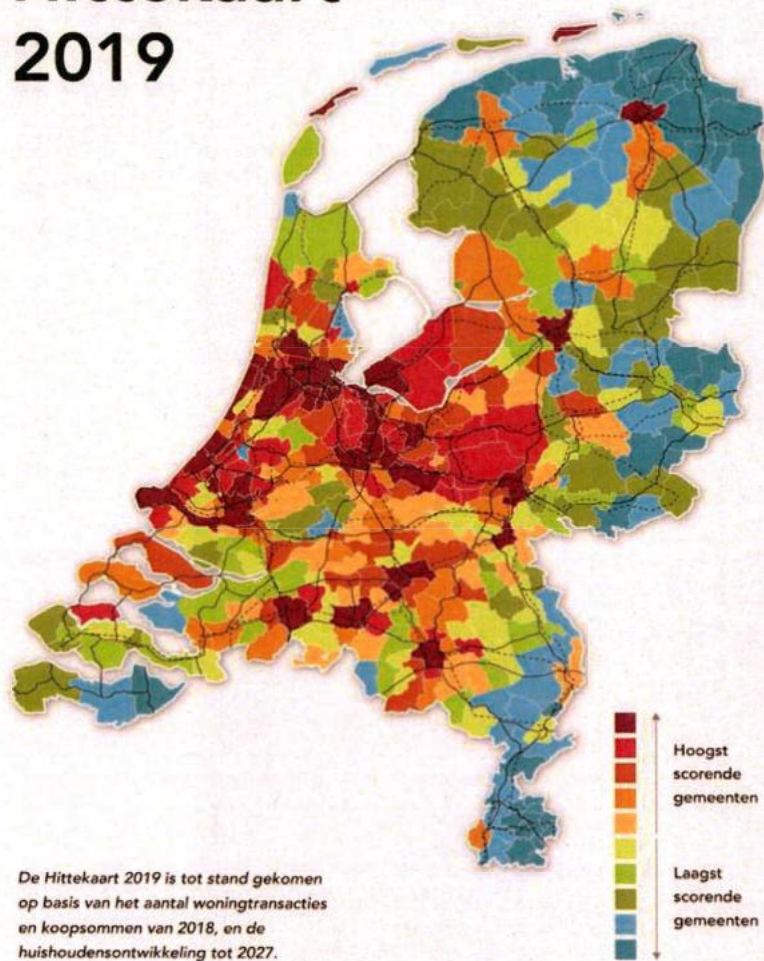 2019
Hoogst
scorende
gemeenten
Laagst
scorende
gemeenten
De Hittekaart 2019 is tot stand gekomen
op basis van het aantal woningtransacties
en koopsommen van 2018, en de
huishoudensontwikkeling tot 2027.